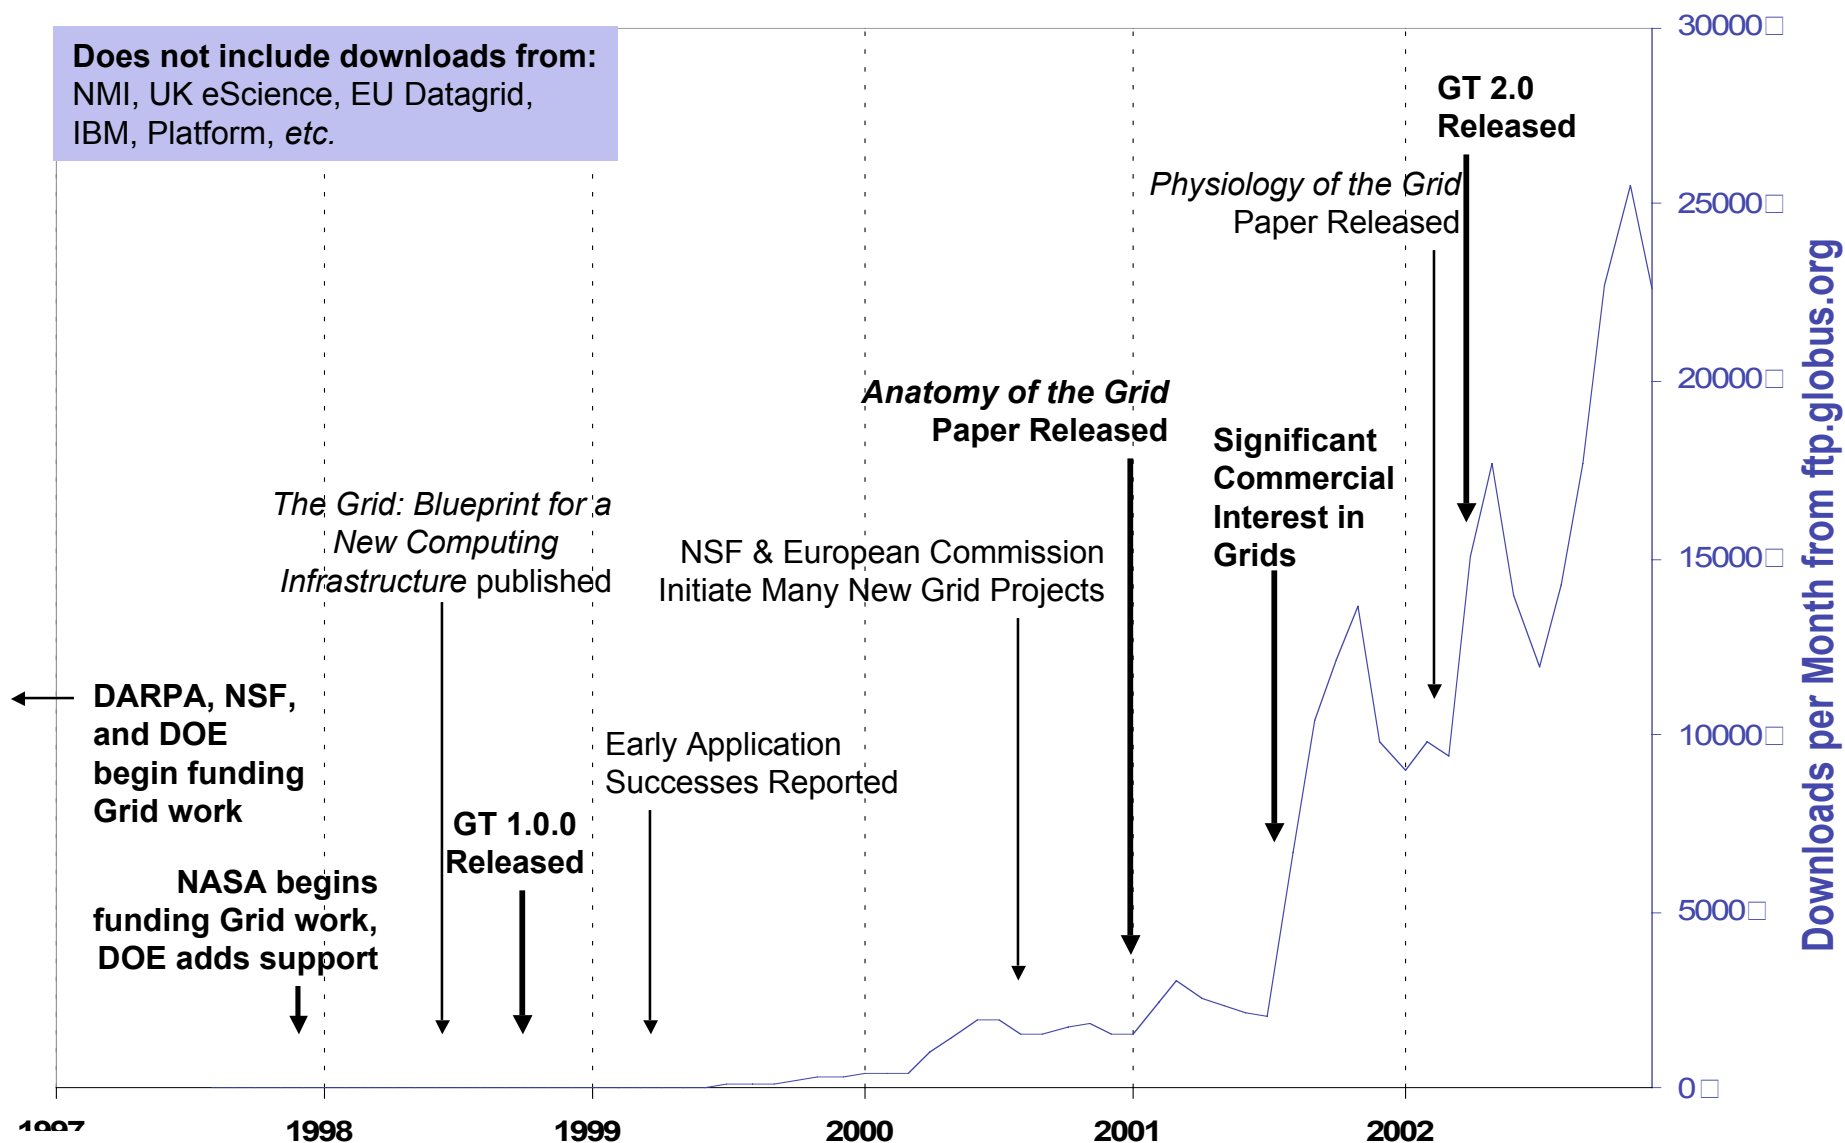 Does not include downloads from:
NMI, UK eScience, EU Datagrid,
IBM, Platform, etc.
30000
25000
20000
15000
10000
5000
0
Downloads per Month from ftp.globus.org
GT 2.0
Released
Physiology of the Grid
Paper Released
Anatomy of the Grid
Paper Released
Significant
Commercial
Interest in
Grids
The Grid: Blueprint for a
New Computing
Infrastructure published
NSF & European Commission
Initiate Many New Grid Projects
DARPA, NSF,
and DOE
begin funding
Grid work
Early Application
Successes Reported
GT 1.0.0
Released
NASA begins
funding Grid work,
DOE adds support
1997
1998
1999
2000
2001
2002